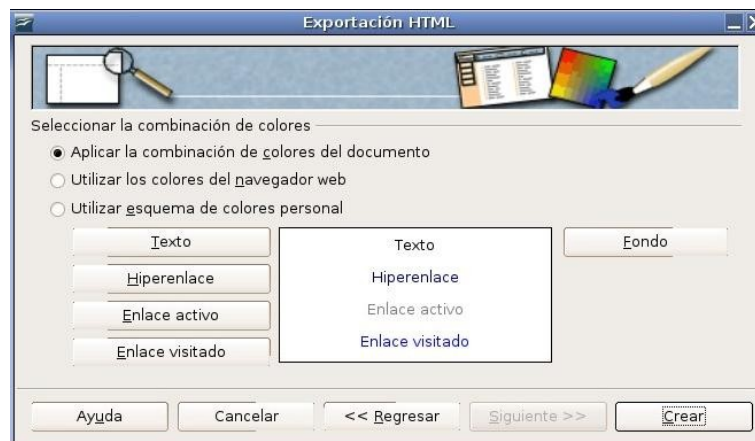 Exportación HTML
Seleccionar la combinación de colores
Aplicar la combinación de colores del documento
Utilizar los colores del navegador web
Utilizar esquema de colores personal
Texto
Texto
Fondo
Hiperenlace
Hiperenlace
Enlace activo
Enlace activo
Enlace visitado
Enlace visitado
Ayuda
Cancelar
<< Regresar
Siguiente >>
Crear